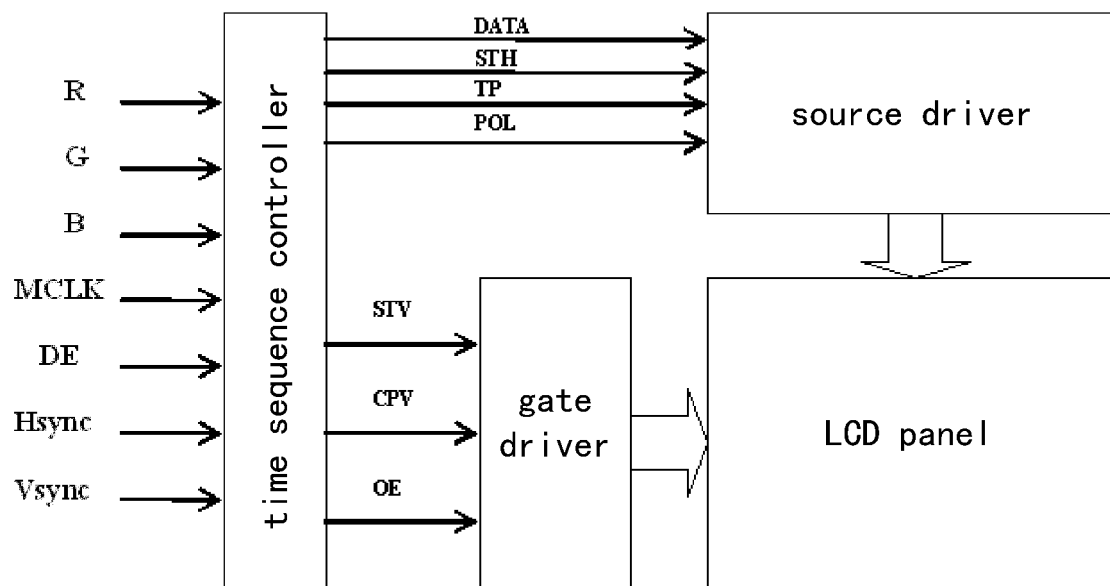 R
G
B
MCLK
DE
Hsync
Vsync
time sequence controller
DATA
STH
TP
POL
source driver
STV
CPV
OE
gate
driver
LCD panel